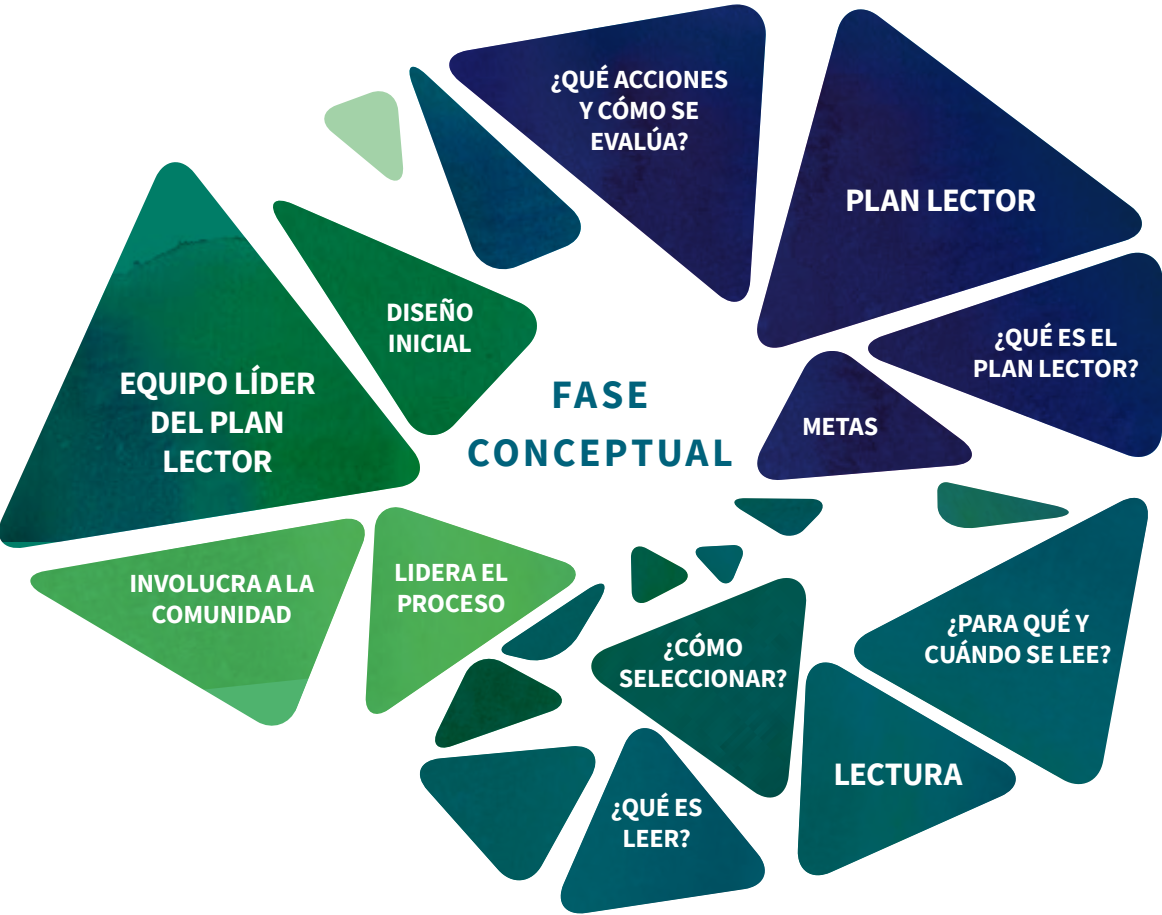 ¿QUÉ ACCIONES
Y CÓMO SE
EVALÚA?
PLAN LECTOR
¿QUÉ ES EL
PLAN LECTOR?
METAS
DISEÑO
INICIAL
EQUIPO LÍDER
DEL PLAN
LECTOR
FASE
CONCEPTUAL
INVOLUCRA A LA
COMUNIDAD
LIDERA EL
PROCESO
¿CÓMO
SELECCIONAR?
¿PARA QUÉ Y
CUÁNDO SE LEE?
LECTURA
¿QUÉ ES
LEER?